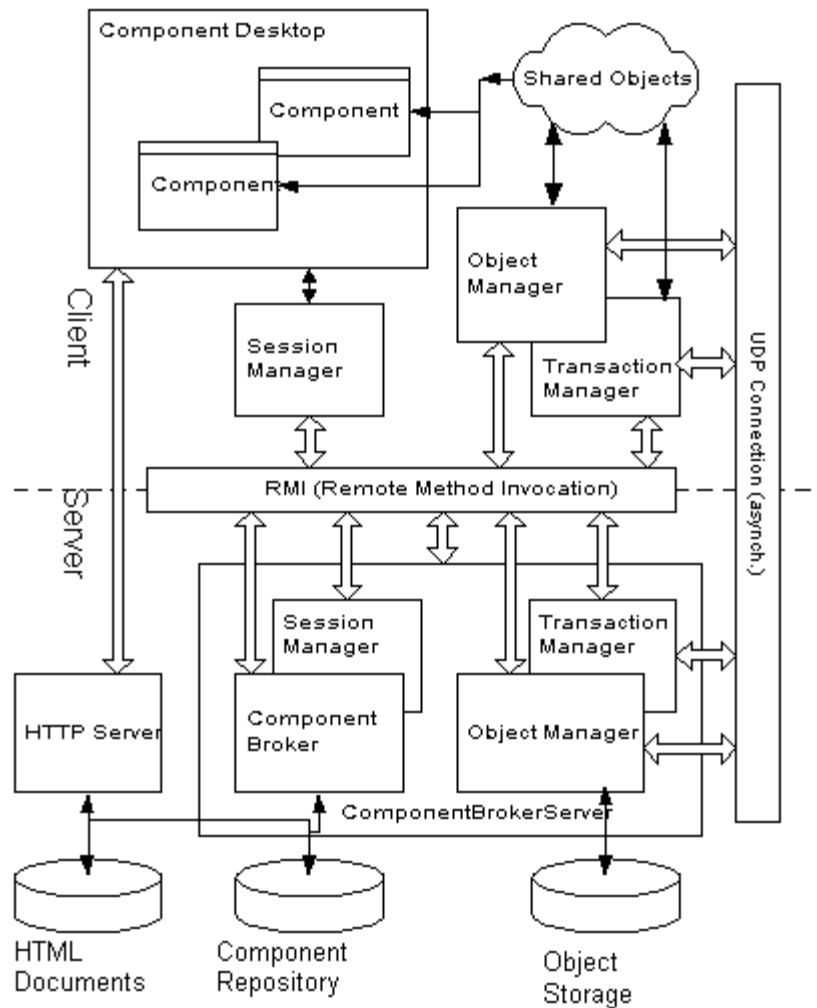 Component Desktop
Shared Objects
Component
Component
Object
Manager
Client
Session
Manager
Transaction
Manager
UDP Connection (asynch.)
RMI (Remote Method Invocation)
Server
Session
Manager
Transaction
Manager
HTTP Server
Component
Broker
Object Manager
ComponentBrokerServer
HTML
Documents
Component
Repository
Object
Storage